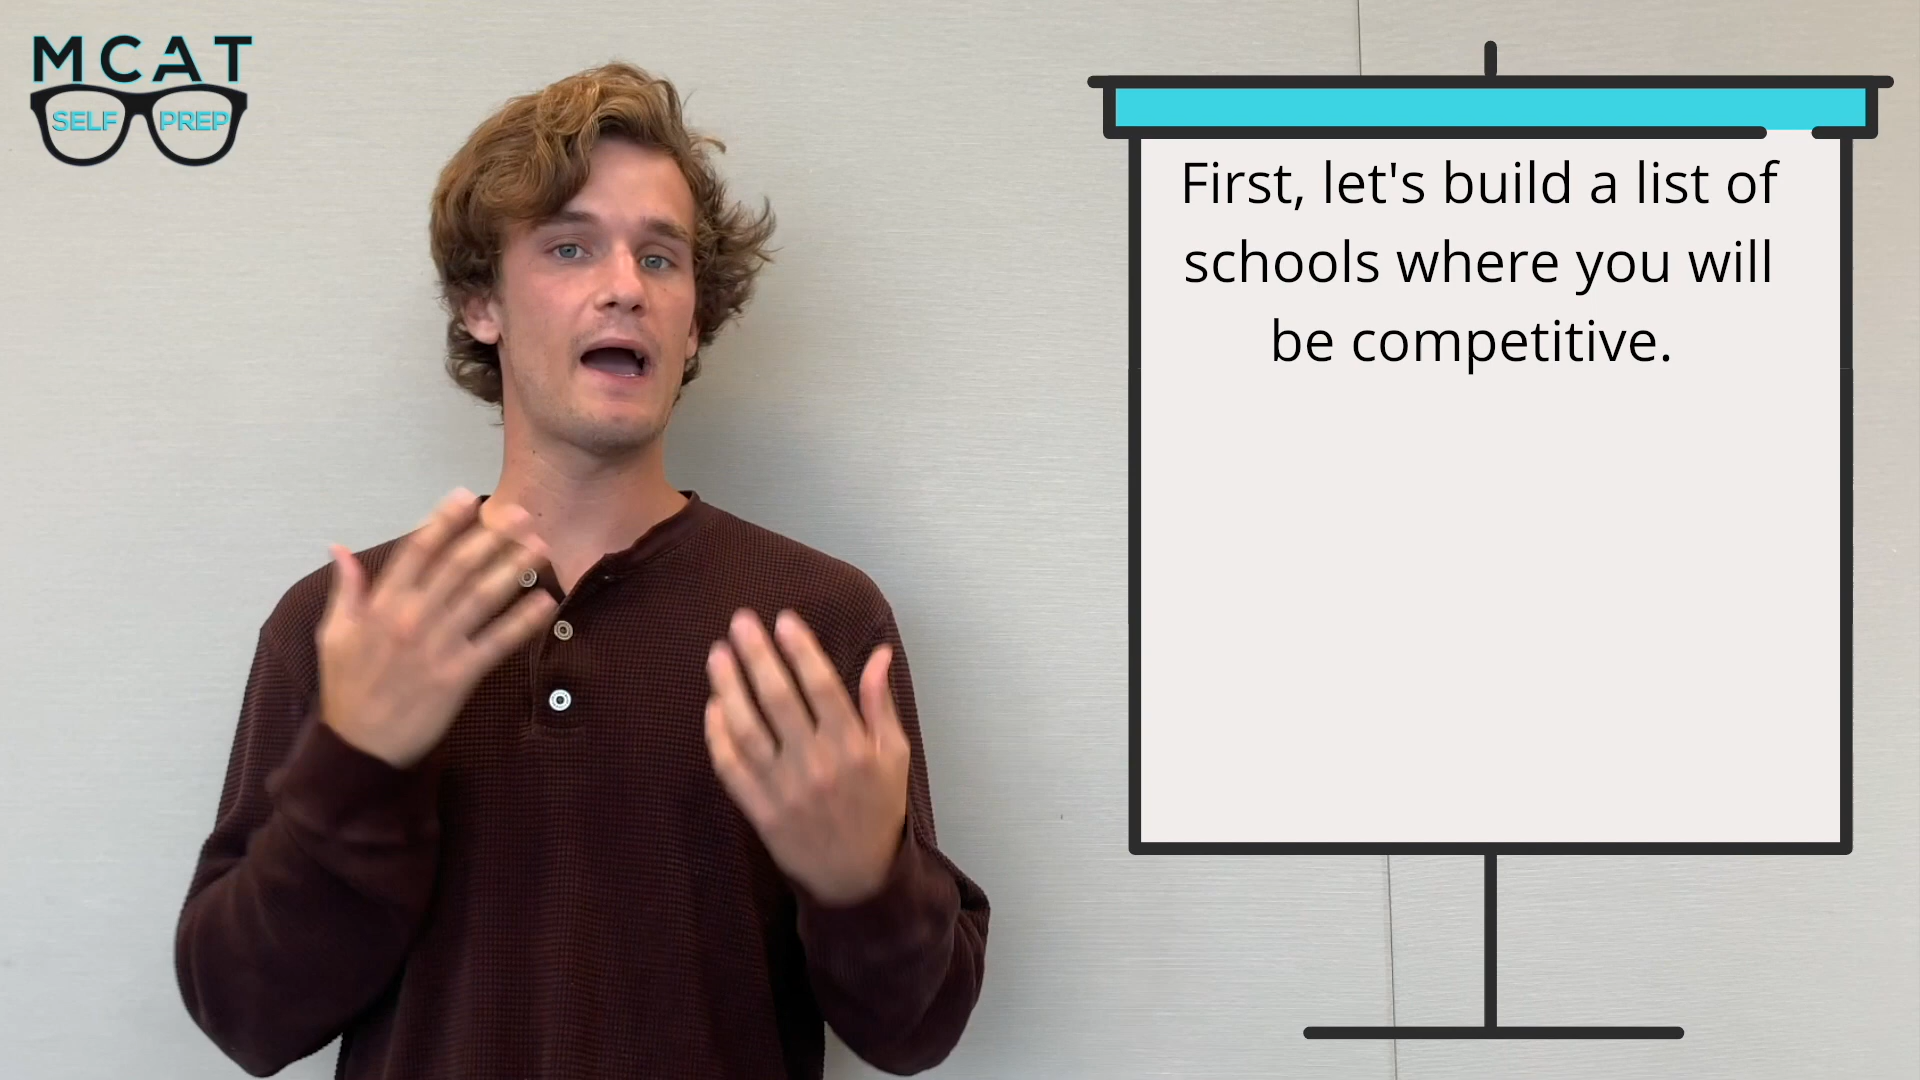 MCAT
SELF PREP
First, let's build a list of
schools where you will
be competitive.